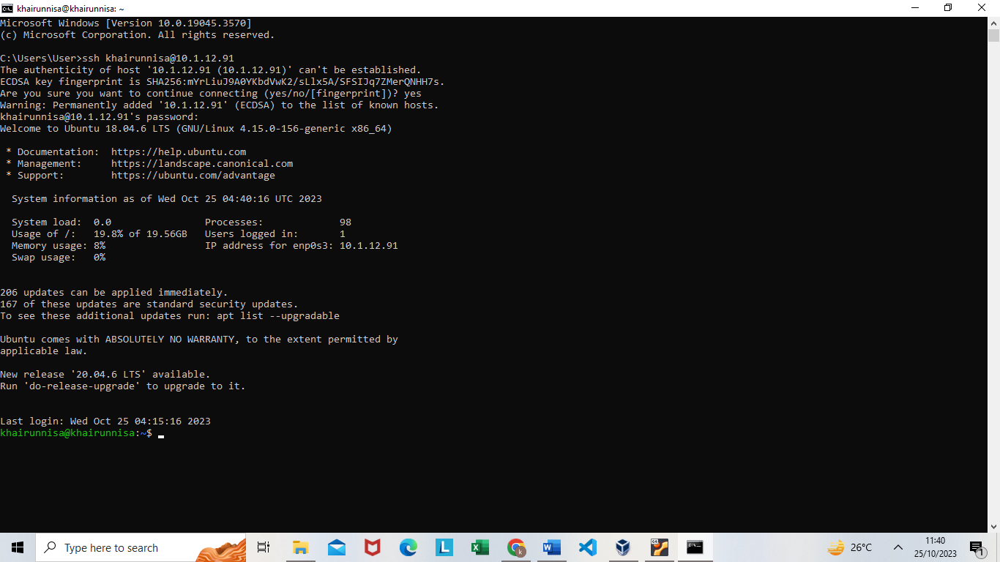 khairunnisa@khairunnisa: ~
Microsoft Windows [Version 10.0.19045.3570]
(c) Microsoft Corporation. All rights reserved.
C:\Users\User>ssh khairunnisa@10.1.12.91
The authenticity of host '10.1.12.91 (10.1.12.91)' can't be established.
ECDSA key fingerprint is SHA256:mYrLiuJ9A0YKbdVwK2/sLlx5A/SFSIJq7ZMerQNHH7s.
Are you sure you want to continue connecting (yes/no/[fingerprint])? yes
Warning: Permanently added '10.1.12.91' (ECDSA) to the list of known hosts.
khairunnisa@10.1.12.91's password:
Welcome to Ubuntu 18.04.6 LTS (GNU/Linux 4.15.0-156-generic x86_64)
* Documentation:  https://help.ubuntu.com
* Management:     https://landscape.canonical.com
* Support:        https://ubuntu.com/advantage
System information as of Wed Oct 25 04:40:16 UTC 2023
System load:  0.0                Processes:             98
Usage of /:   19.8% of 19.56GB   Users logged in:       1
Memory usage: 8%                 IP address for enp0s3: 10.1.12.91
Swap usage:   0%
206 updates can be applied immediately.
167 of these updates are standard security updates.
To see these additional updates run: apt list --upgradable
Ubuntu comes with ABSOLUTELY NO WARRANTY, to the extent permitted by
applicable law.
New release '20.04.6 LTS' available.
Run 'do-release-upgrade' to upgrade to it.
Last login: Wed Oct 25 04:15:16 2023
khairunnisa@khairunnisa:~$
Type here to search
26°C
11:40
25/10/2023
1